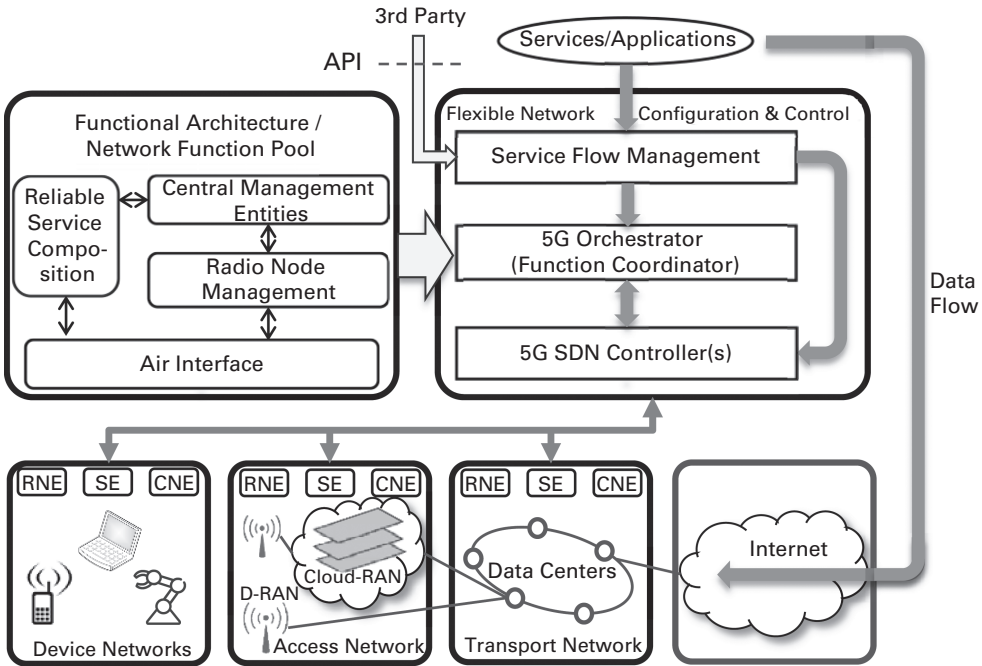 3rd Party
Services/Applications
API
Functional Architecture /
Network Function Pool
Reliable
Service
Compo-
sition
Central Management
Entities
Radio Node
Management
Air Interface
Flexible Network
Configuration & Control
Service Flow Management
5G Orchestrator
(Function Coordinator)
5G SDN Controller(s)
Data
Flow
RNE
SE
CNE
Device Networks
RNE
SE
CNE
Cloud-RAN
D-RAN
Access Network
RNE
SE
CNE
Data Centers
Transport Network
Internet